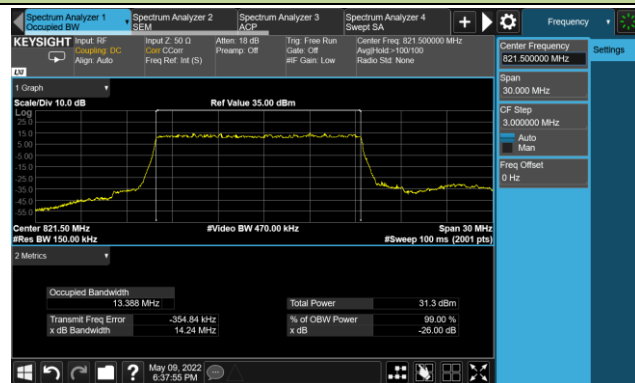 Spectrum Analyzer 1
Occupied BW
Spectrum Analyzer 2
SEM
Spectrum Analyzer 3
ACP
Spectrum Analyzer 4
Swept SA
Frequency
KEYSIGHT
Input: RF
Coupling: DC
Align: Auto
Input Z: 50 Ω
Corr CCorr
Freq Ref: Int (S)
Atten: 18 dB
Preamp: Off
Trig: Free Run
Gate: Off
#IF Gain: Low
Center Freq: 821.500000 MHz
Avg|Hold:>100/100
Radio Std: None
LXI
Center Frequency
821.500000 MHz
Settings
Span
30.000 MHz
CF Step
3.000000 MHz
Auto
Man
Freq Offset
0 Hz
1 Graph
Scale/Div 10.0 dB
Ref Value 35.00 dBm
Log
25.0
15.0
5.00
-5.00
-15.0
-25.0
-35.0
-45.0
-55.0
Center 821.50 MHz
#Video BW 470.00 kHz
Span 30 MHz
#Res BW 150.00 kHz
#Sweep 100 ms (2001 pts)
2 Metrics
Occupied Bandwidth
13.388 MHz
Total Power 31.3 dBm
Transmit Freq Error -354.84 kHz
% of OBW Power 99.00 %
x dB Bandwidth 14.24 MHz
x dB -26.00 dB
?
May 09, 2022
6:37:55 PM